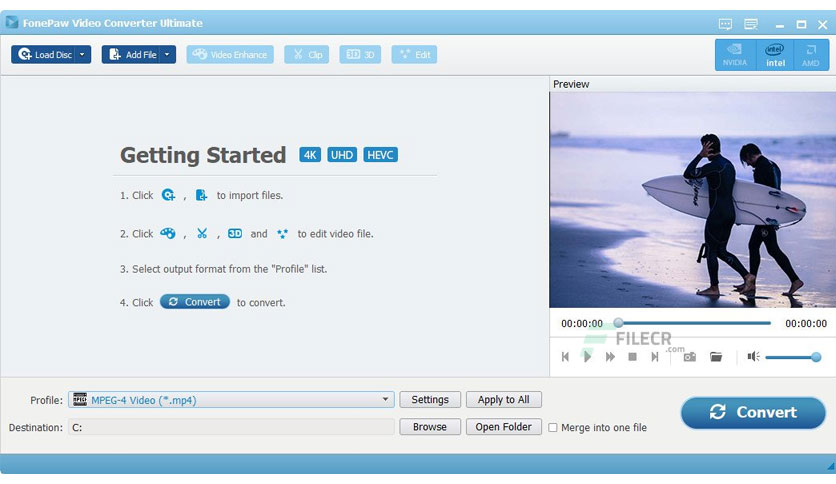 FonePaw Video Converter Ultimate
Load Disc Add File Video Enhance Clip 3D Edit
NVIDIA intel intel AMD
Preview
Getting Started 4K UHD HEVC
1. Click , to import files.
2. Click , , 3D and to edit video file.
3. Select output format from the "Profile" list.
4. Click Convert to convert.
00:00:00 00:00:00
FILECR
.com
Profile: MPEG MPEG-4 Video (*.mp4) Settings Apply to All
Convert
Destination: C: Browse Open Folder Merge into one file